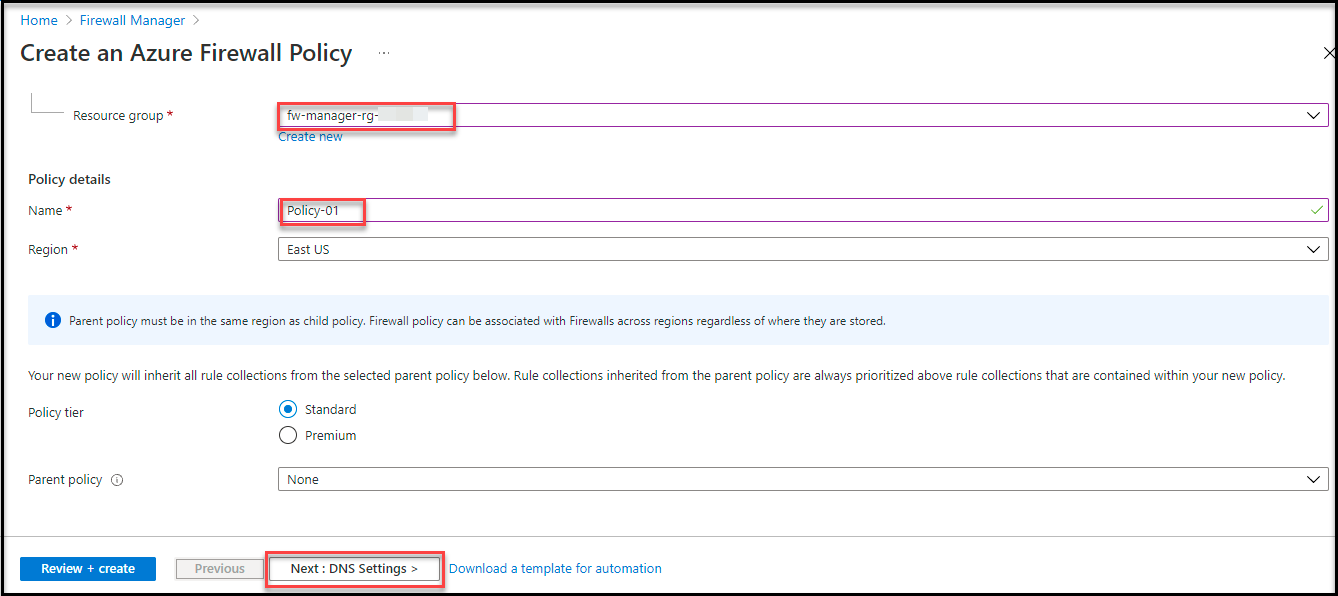 Home > Firewall Manager >
Create an Azure Firewall Policy ...
Resource group * fw-manager-rg-
Create new
Policy details
Name * Policy-01
Region * East US
Parent policy must be in the same region as child policy. Firewall policy can be associated with Firewalls across regions regardless of where they are stored.
Your new policy will inherit all rule collections from the selected parent policy below. Rule collections inherited from the parent policy are always prioritized above rule collections that are contained within your new policy.
Policy tier Standard
Premium
Parent policy None
Review + create Previous Next : DNS Settings > Download a template for automation